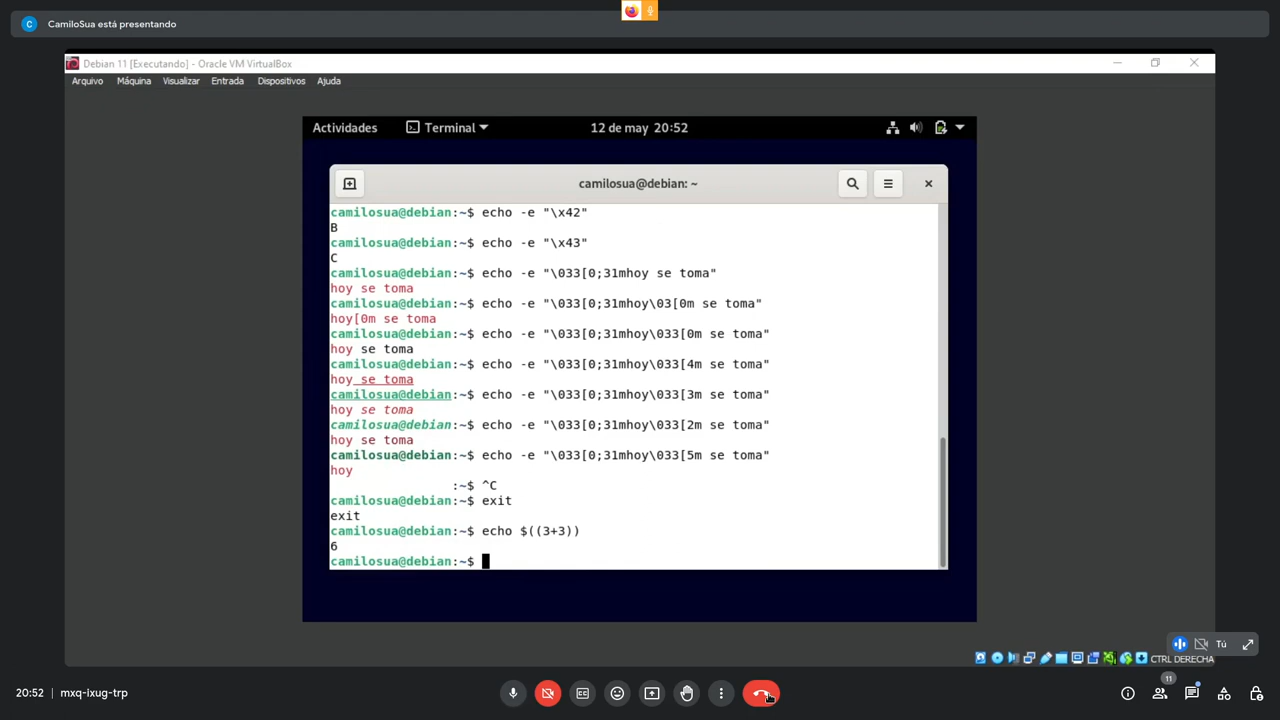 C CamiloSua está presentando
Debian 11 [Executando] - Oracle VM VirtualBox
Arquivo Máquina Visualizar Entrada Dispositivos Ajuda
Actividades Terminal 12 de may 20:52
camilosua@debian: ~
camilosua@debian:~$ echo -e "\x42"
B
camilosua@debian:~$ echo -e "\x43"
C
camilosua@debian:~$ echo -e "\033[0;31mhoy se toma"
hoy se toma
camilosua@debian:~$ echo -e "\033[0;31mhoy\03[0m se toma"
hoy[0m se toma
camilosua@debian:~$ echo -e "\033[0;31mhoy\033[0m se toma"
hoy se toma
camilosua@debian:~$ echo -e "\033[0;31mhoy\033[4m se toma"
hoy se toma
camilosua@debian:~$ echo -e "\033[0;31mhoy\033[3m se toma"
hoy se toma
camilosua@debian:~$ echo -e "\033[0;31mhoy\033[2m se toma"
hoy se toma
camilosua@debian:~$ echo -e "\033[0;31mhoy\033[5m se toma"
hoy
:~$ ^C
camilosua@debian:~$ exit
exit
camilosua@debian:~$ echo $((3+3))
6
camilosua@debian:~$
Tú
CTRL DERECHA
20:52 mxq-ixug-trp
11